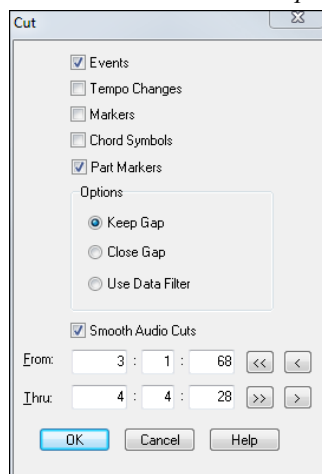 Cut
Events
Tempo Changes
Markers
Chord Symbols
Part Markers
Options
Keep Gap
Close Gap
Use Data Filter
Smooth Audio Cuts
From: 3 : 1 : 68 << <
Thru: 4 : 4 : 28 >> >
OK Cancel Help